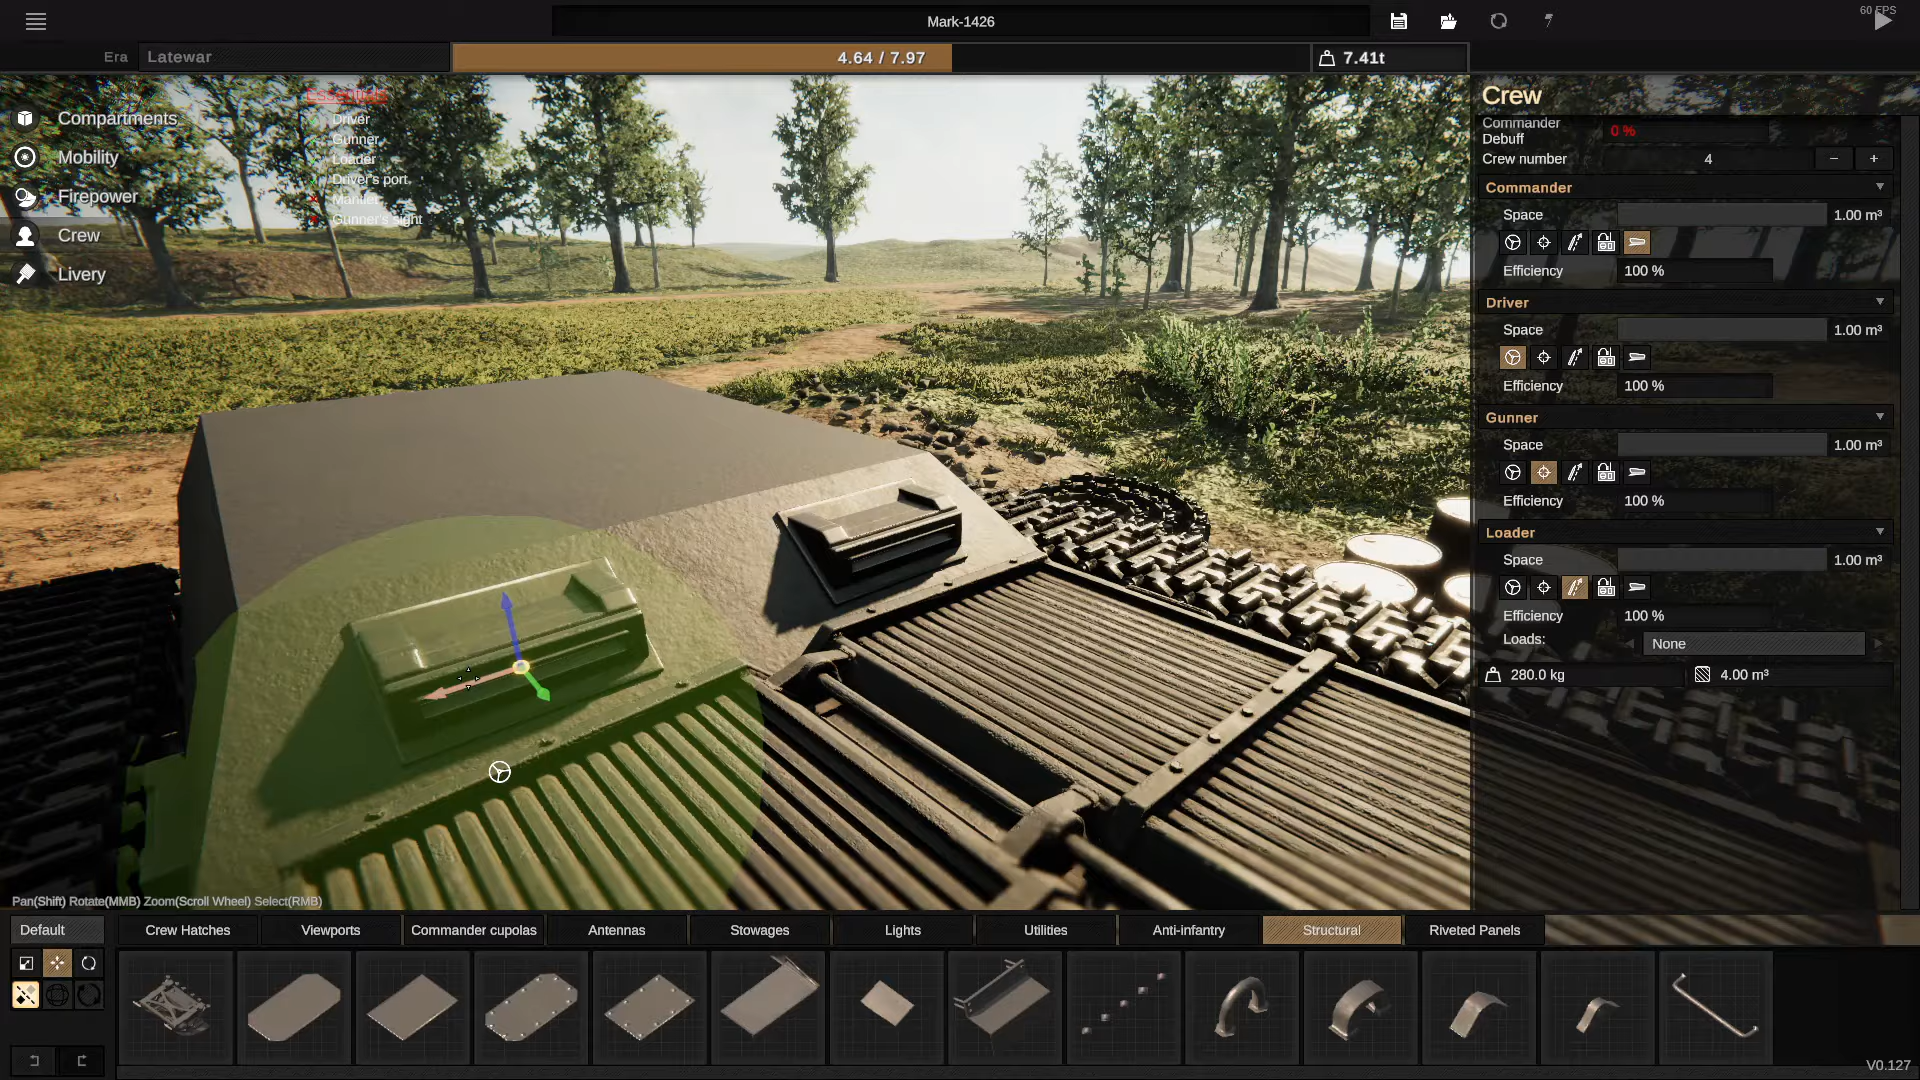 Mark-1426
60 FPS
Era
Latewar
4.64 / 7.97
7.41t
Essentials
Driver
Gunner
Loader
Driver's port
Mantlet
Gunner's sight
Compartments
Mobility
Firepower
Crew
Livery
Crew
Commander Debuff
0 %
Crew number
4
Commander
Space
1.00 m³
Efficiency
100 %
Driver
Space
1.00 m³
Efficiency
100 %
Gunner
Space
1.00 m³
Efficiency
100 %
Loader
Space
1.00 m³
Efficiency
100 %
Loads:
None
280.0 kg
4.00 m³
Pan(Shift) Rotate(MMB) Zoom(Scroll Wheel) Select(RMB)
Default
Crew Hatches
Viewports
Commander cupolas
Antennas
Stowages
Lights
Utilities
Anti-infantry
Structural
Riveted Panels
V0.127